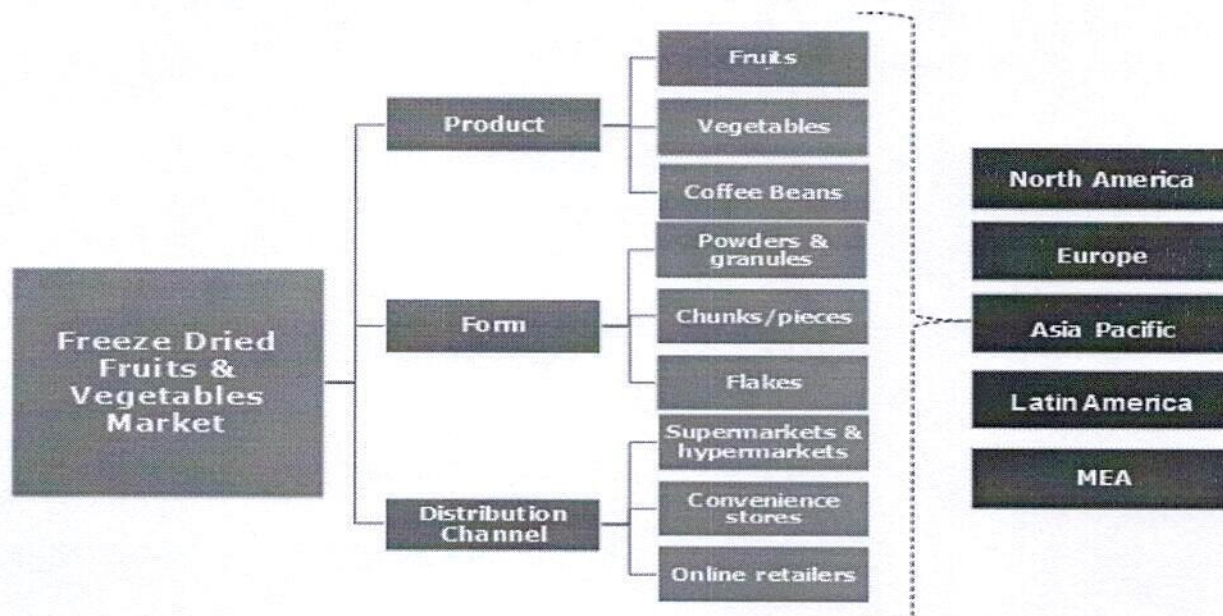 Freeze Dried
Fruits &
Vegetables
Market
Product
Form
Distribution
Channel
Fruits
Vegetables
Coffee Beans
Powders &
granules
Chunks/pieces
Flakes
Supermarkets &
hypermarkets
Convenience
stores
Online retailers
North America
Europe
Asia Pacific
Latin America
MEA